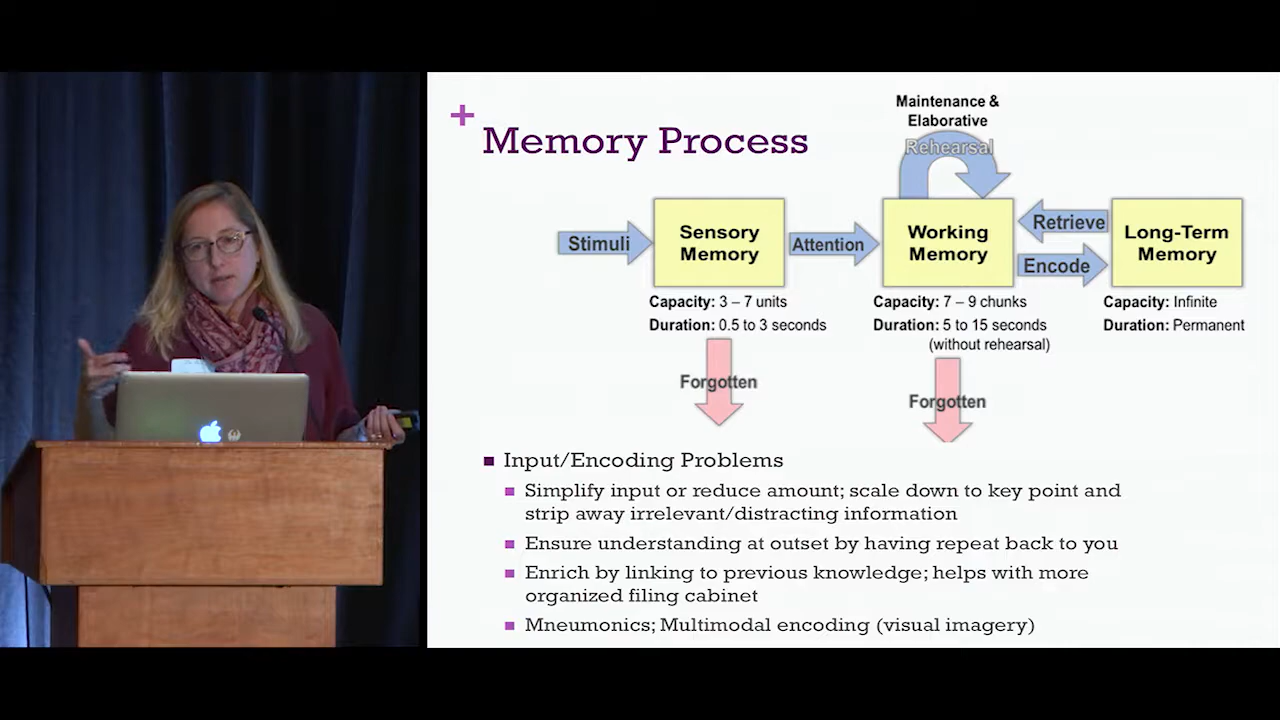 +
Memory Process
Maintenance &
Elaborative
Rehearsal
Stimuli
Sensory
Memory
Attention
Working
Memory
Retrieve
Encode
Long-Term
Memory
Capacity: 3 – 7 units
Duration: 0.5 to 3 seconds
Forgotten
Capacity: 7 – 9 chunks
Duration: 5 to 15 seconds
(without rehearsal)
Forgotten
Capacity: Infinite
Duration: Permanent
Input/Encoding Problems
Simplify input or reduce amount; scale down to key point and
strip away irrelevant/distracting information
Ensure understanding at outset by having repeat back to you
Enrich by linking to previous knowledge; helps with more
organized filing cabinet
Mneumonics; Multimodal encoding (visual imagery)